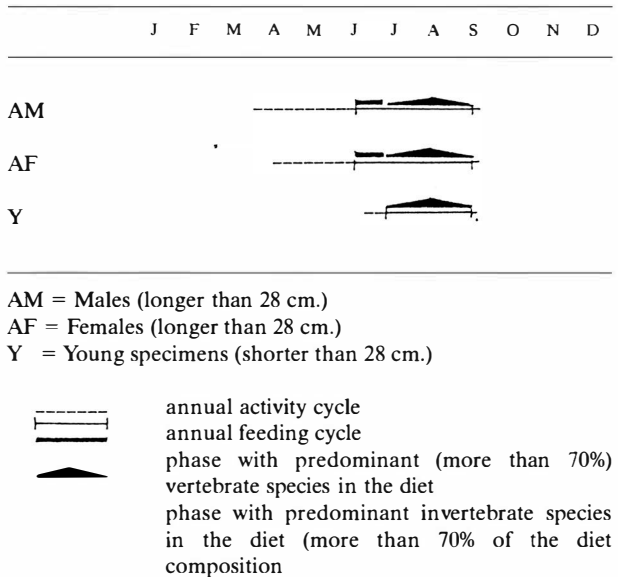 J F M A M J J A S O N D
AM
AF
Y
AM = Males (longer than 28 cm.)
AF = Females (longer than 28 cm.)
Y = Young specimens (shorter than 28 cm.)
annual activity cycle
annual feeding cycle
phase with predominant (more than 70%)
vertebrate species in the diet
phase with predominant invertebrate species
in the diet (more than 70% of the diet
composition